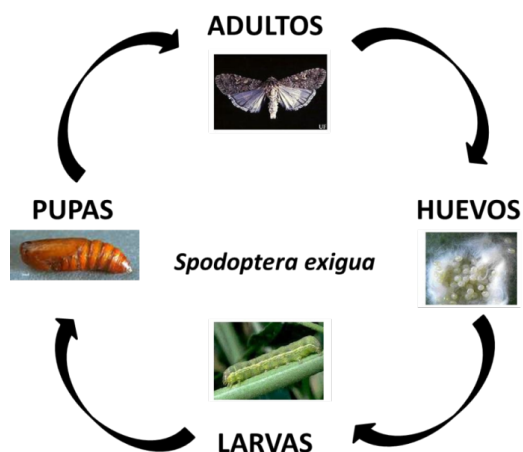 ADULTOS
PUPAS
HUEVOS
Spodoptera exigua
LARVAS